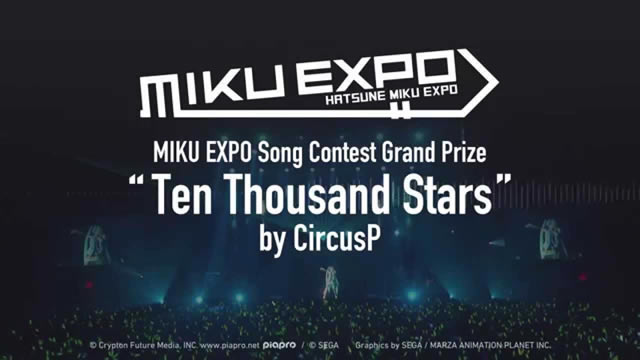 MIKU EXPO
HATSUNE MIKU EXPO
MIKU EXPO Song Contest Grand Prize
“Ten Thousand Stars”
by CircusP
© Crypton Future Media, INC. www.piapro.net piapro / © SEGA Graphics by SEGA / MARZA ANIMATION PLANET INC.